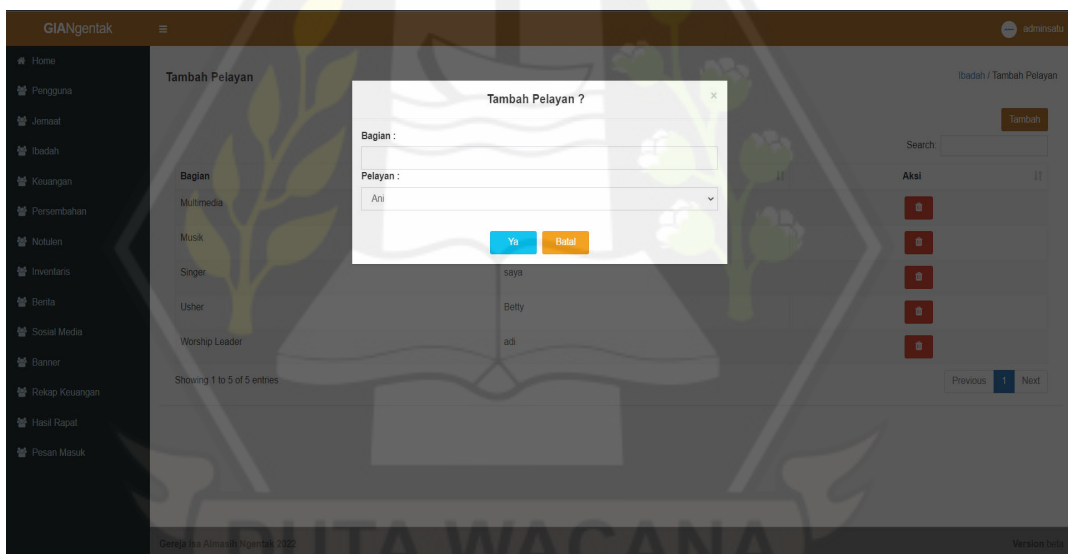 GIANgentak
adminsatu
Home
Pengguna
Jemaat
Ibadah
Keuangan
Persembahan
Notulen
Inventaris
Berita
Sosial Media
Banner
Rekap Keuangan
Hasil Rapat
Pesan Masuk
Tambah Pelayan
Ibadah / Tambah Pelayan
Tambah
Search:
Bagian
Aksi
Multimedia
Musik
Singer
saya
Usher
Betty
Worship Leader
adi
Showing 1 to 5 of 5 entries
Previous 1 Next
Tambah Pelayan ?
×
Bagian :
Pelayan :
Ani
Ya
Batal
Gereja Isa Almasih Ngentak 2022
Version beta
DUTA WACANA